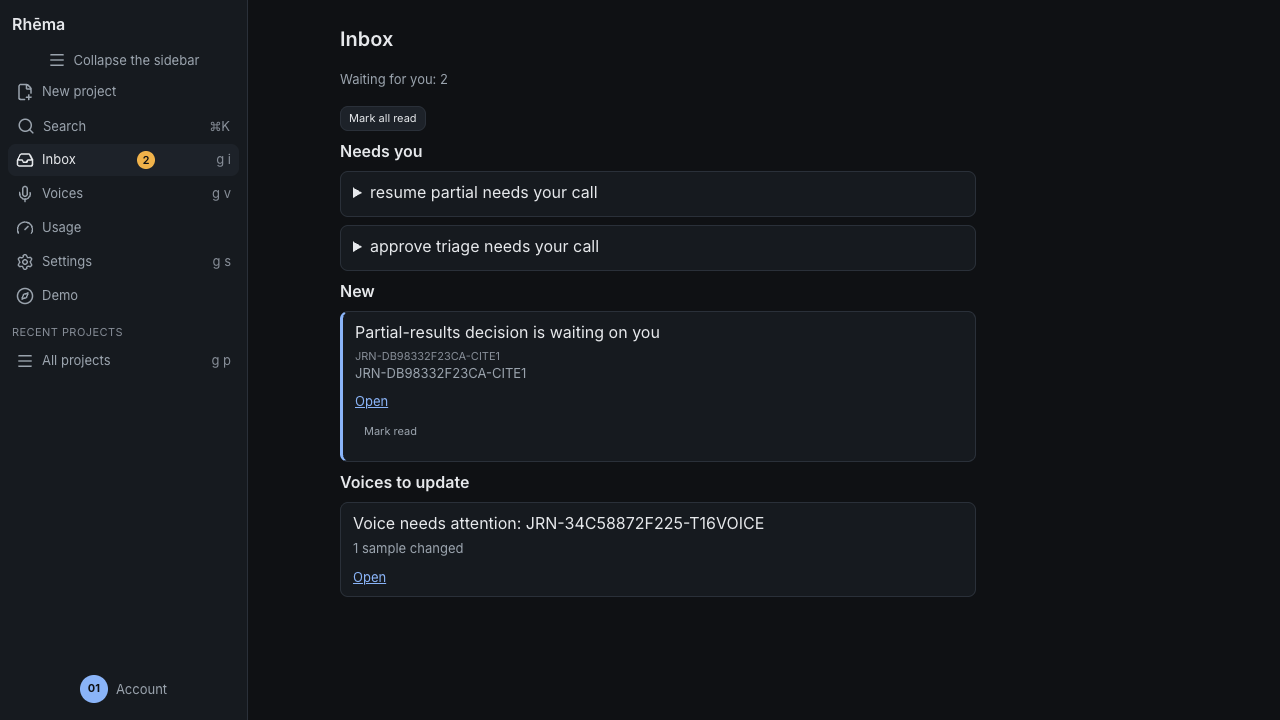 Rhēma
Collapse the sidebar
New project
Search ⌘K
Inbox 2 g i
Voices g v
Usage
Settings g s
Demo
RECENT PROJECTS
All projects g p
01 Account
Inbox
Waiting for you: 2
Mark all read
Needs you
resume partial needs your call
approve triage needs your call
New
Partial-results decision is waiting on you
JRN-DB98332F23CA-CITE1
JRN-DB98332F23CA-CITE1
Open
Mark read
Voices to update
Voice needs attention: JRN-34C58872F225-T16VOICE
1 sample changed
Open